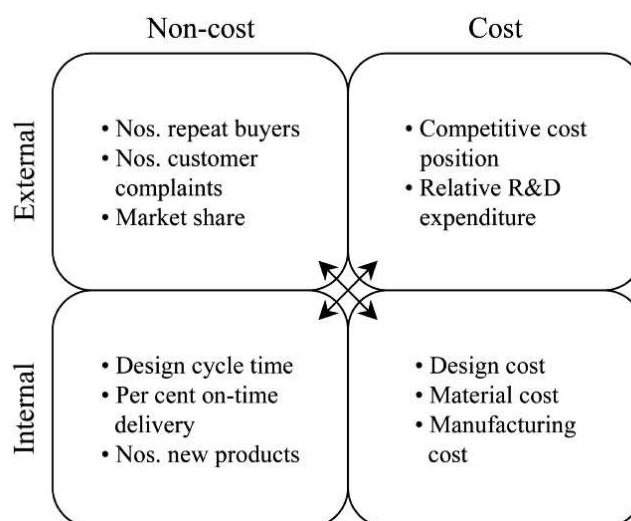 Non-cost
Cost
External
• Nos. repeat buyers
• Nos. customer
complaints
• Market share
• Competitive cost
position
• Relative R&D
expenditure
Internal
• Design cycle time
• Per cent on-time
delivery
• Nos. new products
• Design cost
• Material cost
• Manufacturing
cost